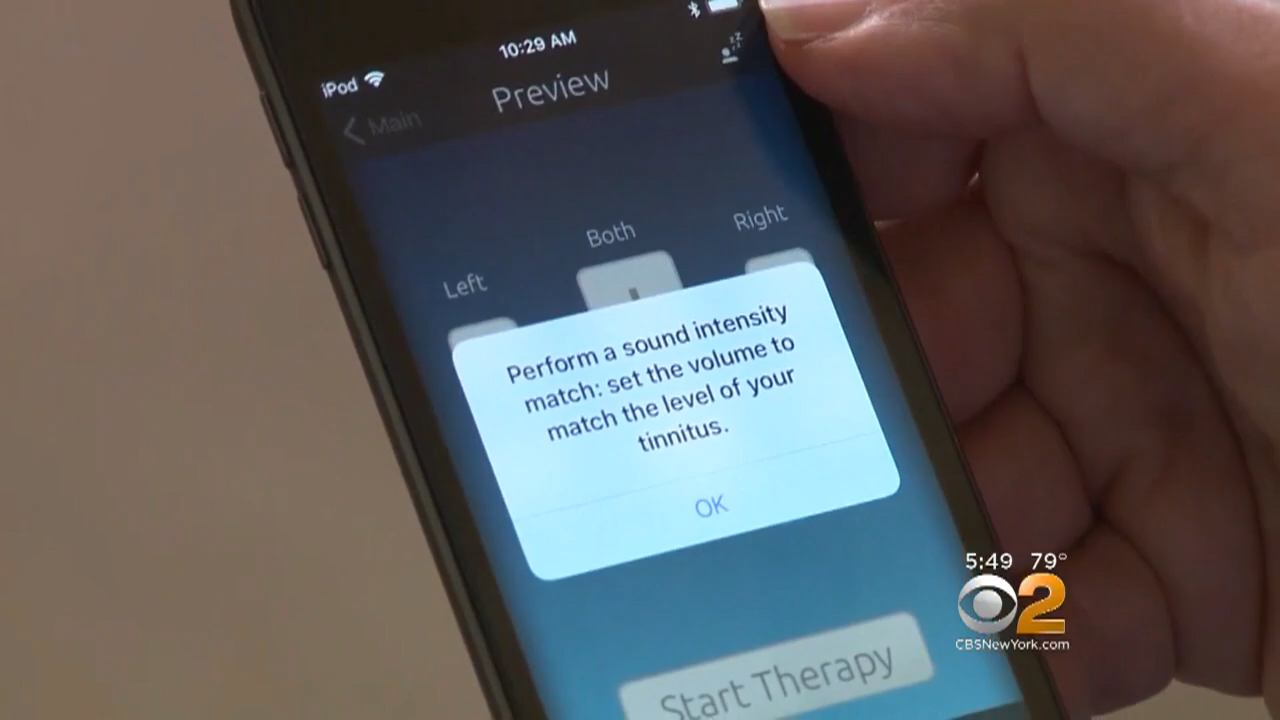 10:29 AM
iPod
Preview
Main
Left
Both
Right
Perform a sound intensity
match: set the volume to
match the level of your
tinnitus.
OK
Start Therapy
5:49 79°
2
CBSNewYork.com